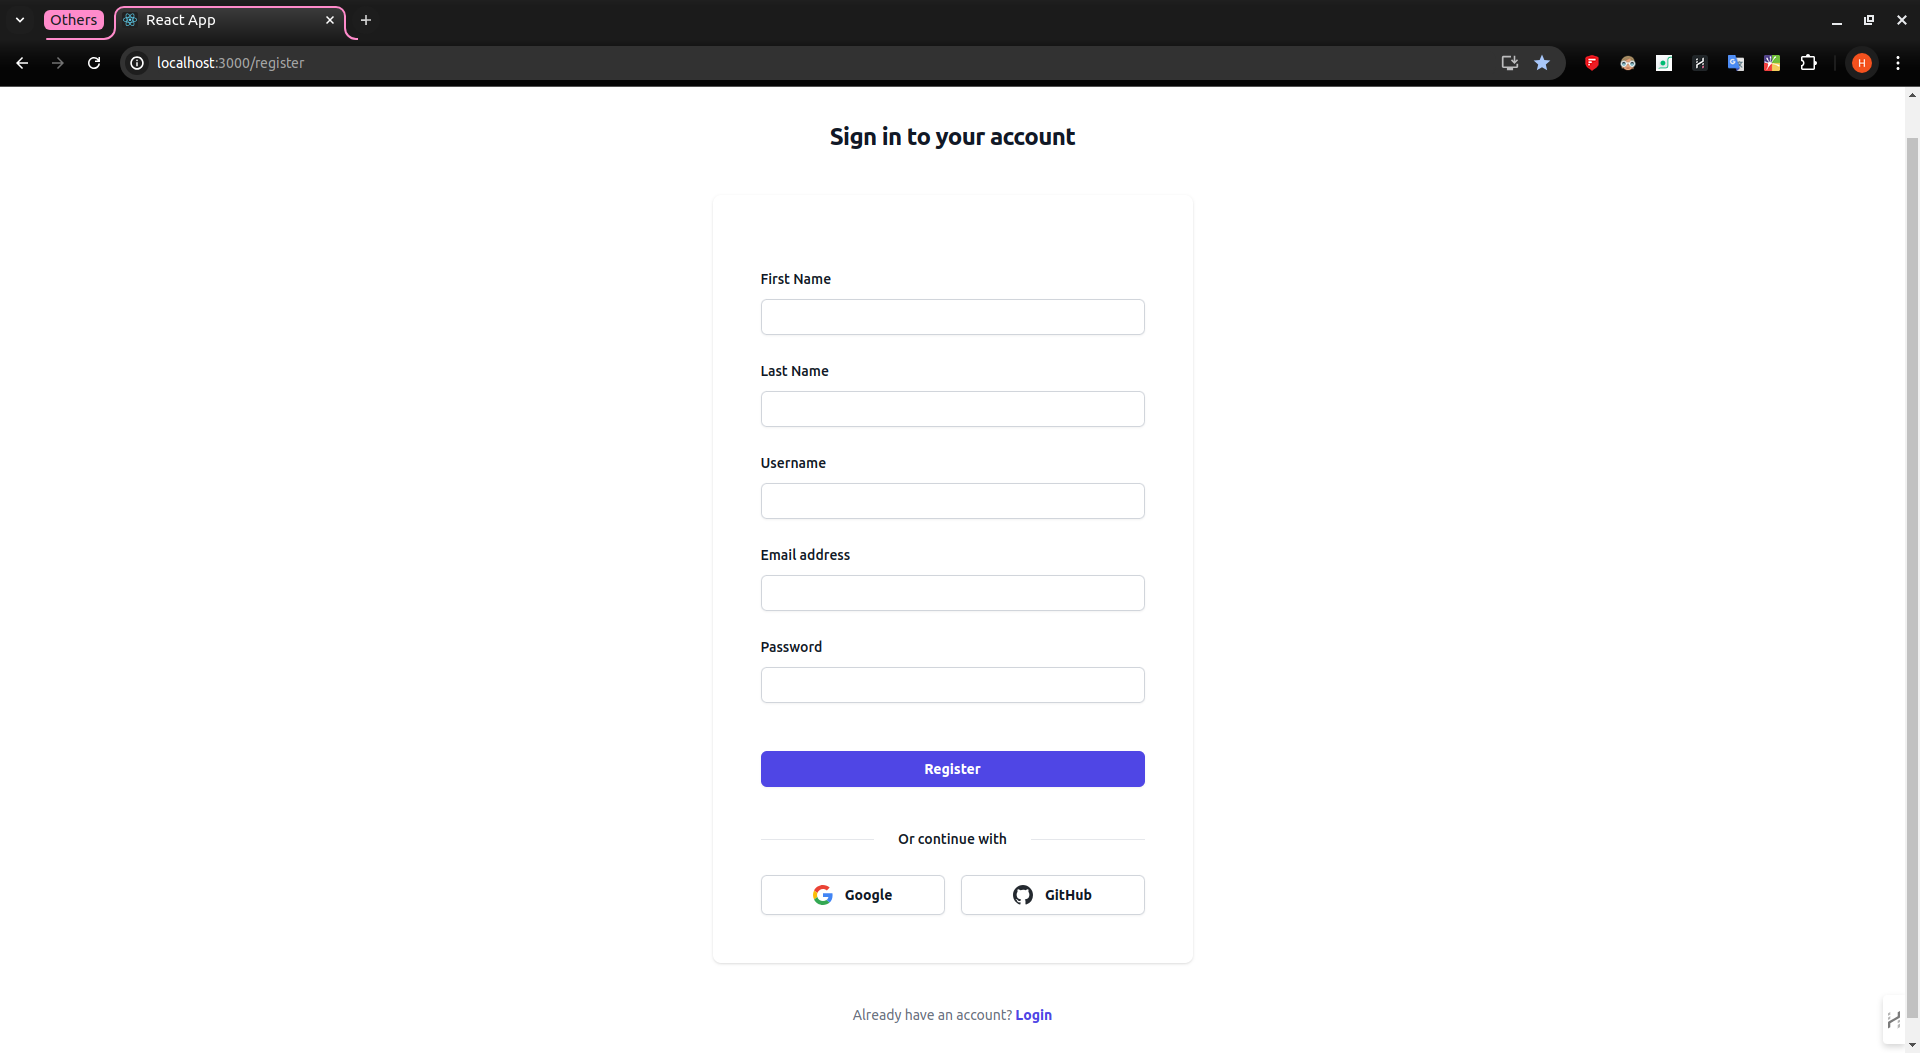 Others
React App
localhost:3000/register
H
Sign in to your account
First Name
Last Name
Username
Email address
Password
Register
Or continue with
Google
GitHub
Already have an account? Login